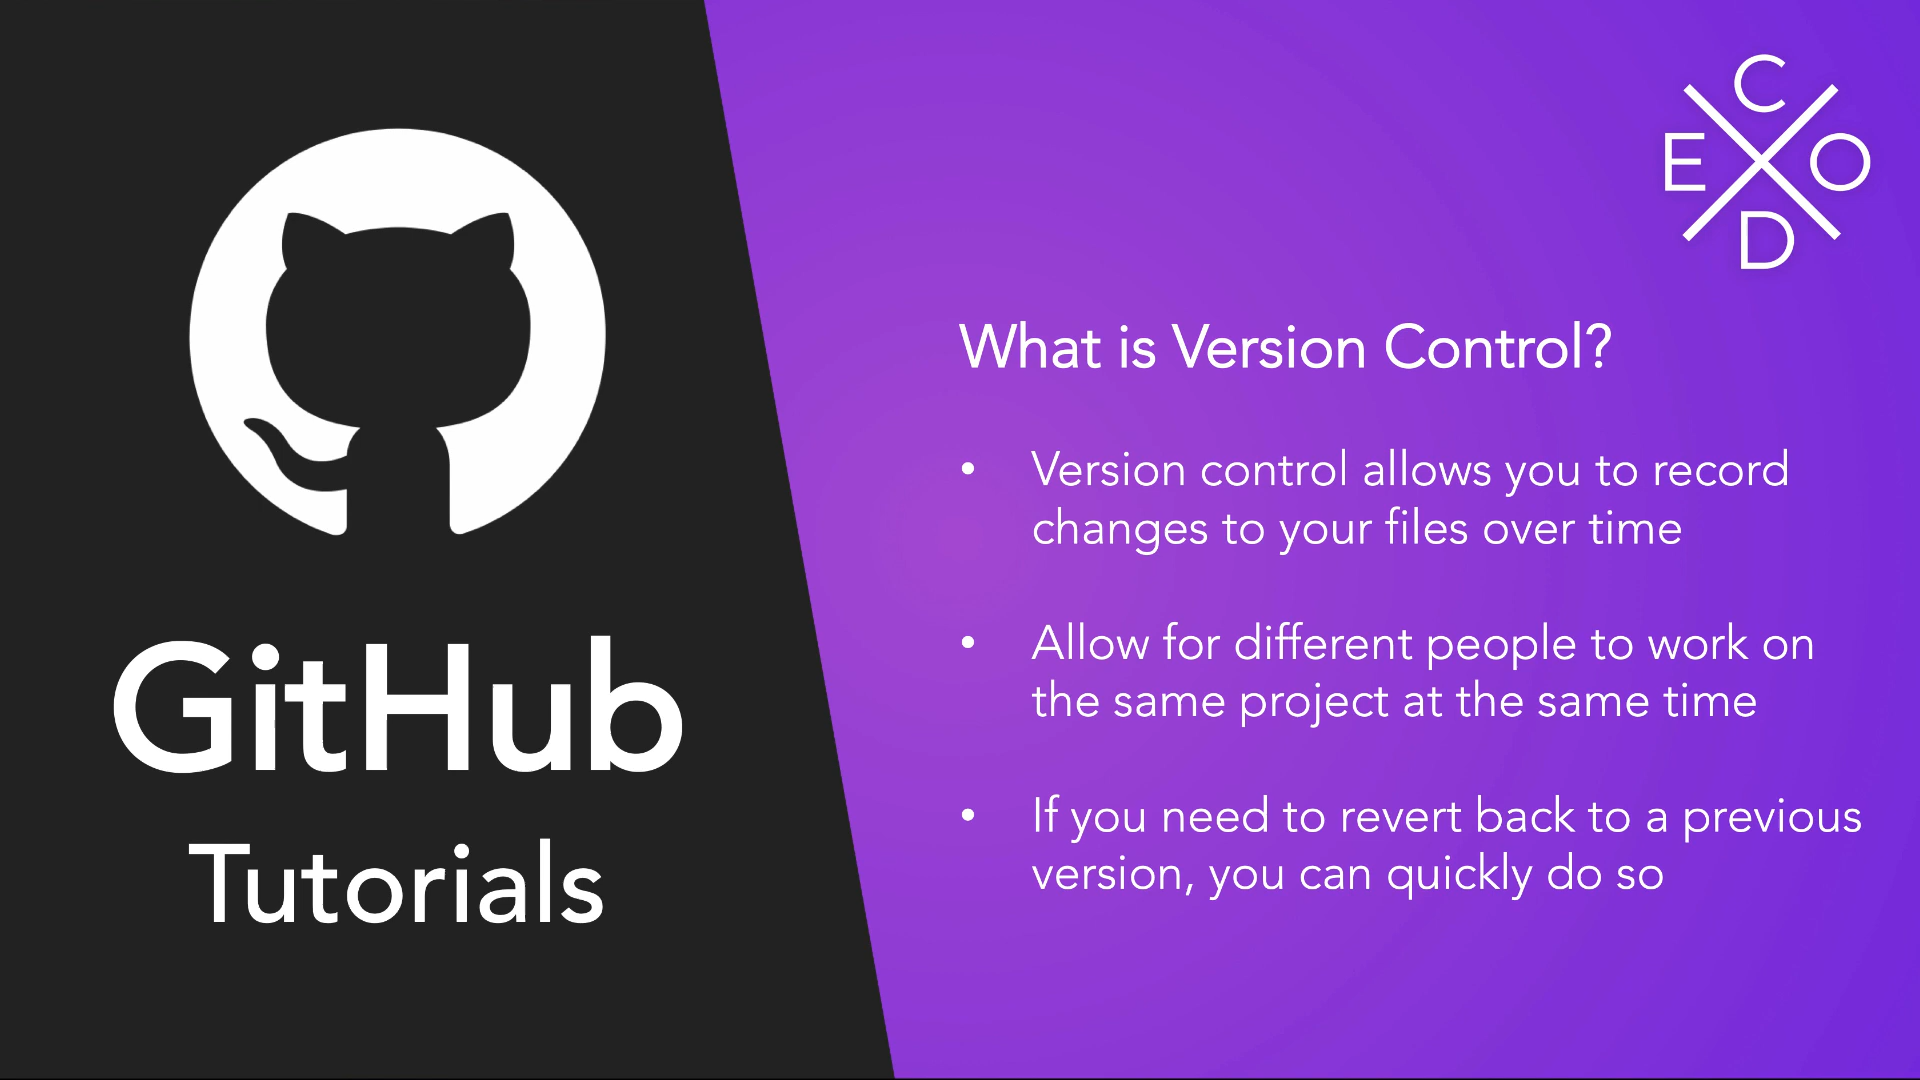 GitHub
Tutorials
C
E O
D
What is Version Control?
• Version control allows you to record
changes to your files over time
• Allow for different people to work on
the same project at the same time
• If you need to revert back to a previous
version, you can quickly do so